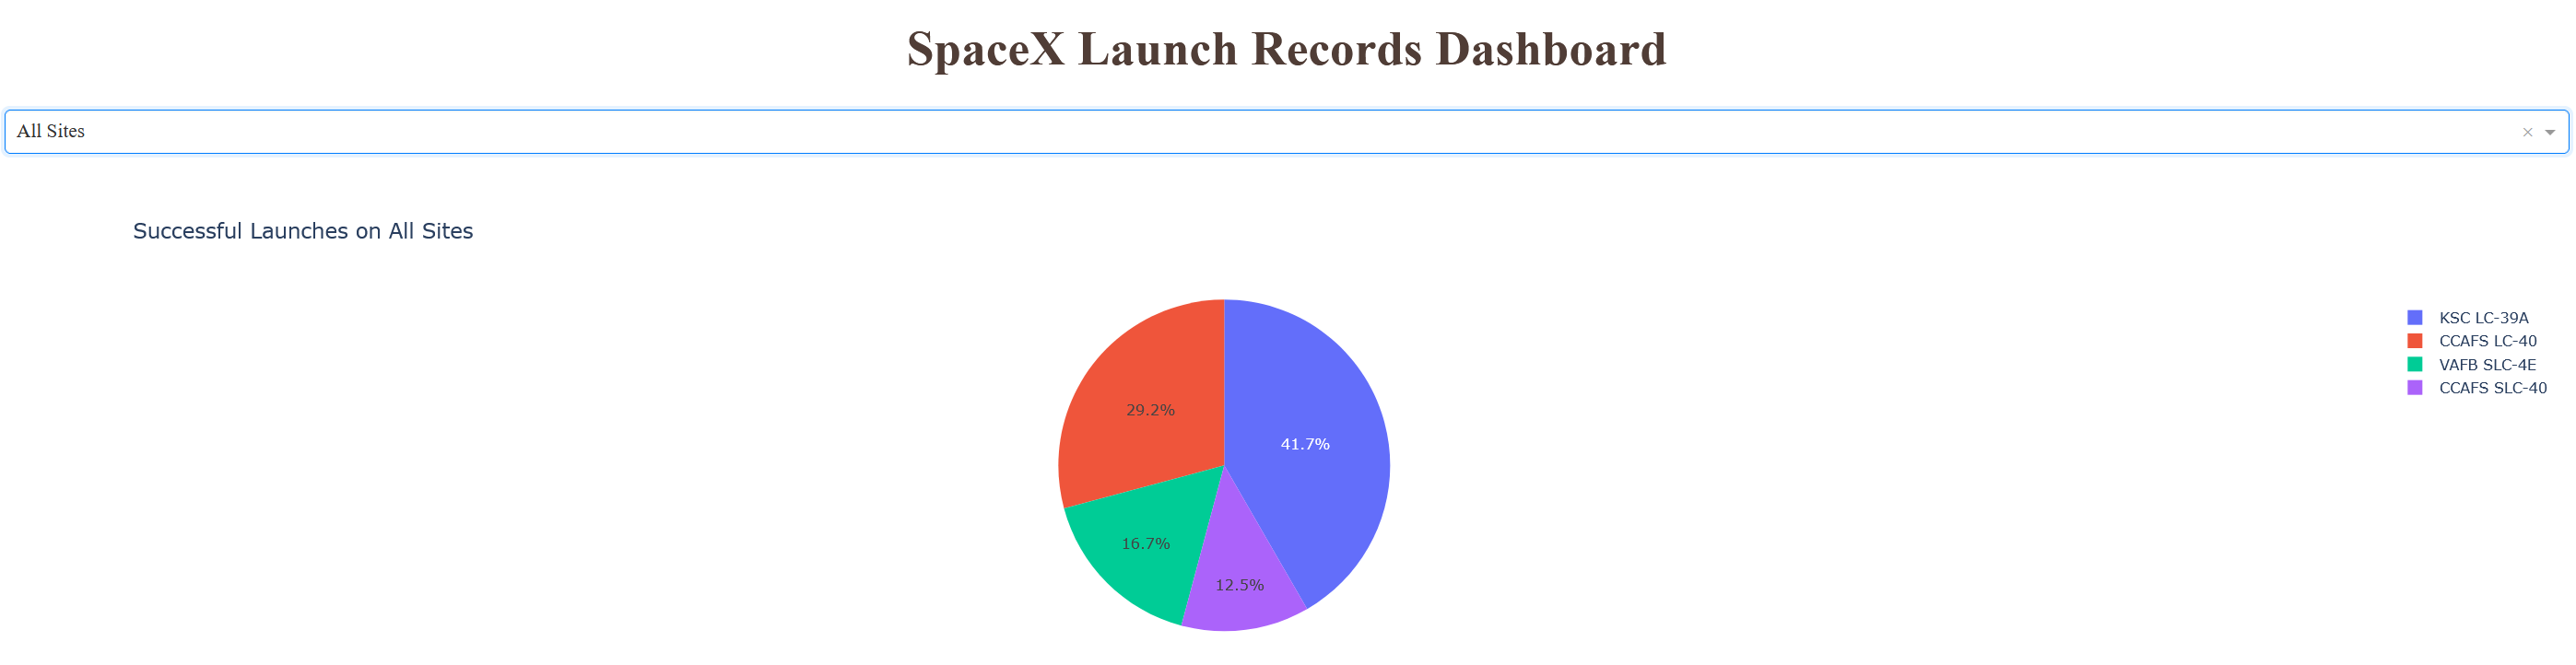 SpaceX Launch Records Dashboard
All Sites
×
Successful Launches on All Sites
KSC LC-39A
CCAFS LC-40
VAFB SLC-4E
CCAFS SLC-40
29.2%
41.7%
16.7%
12.5%